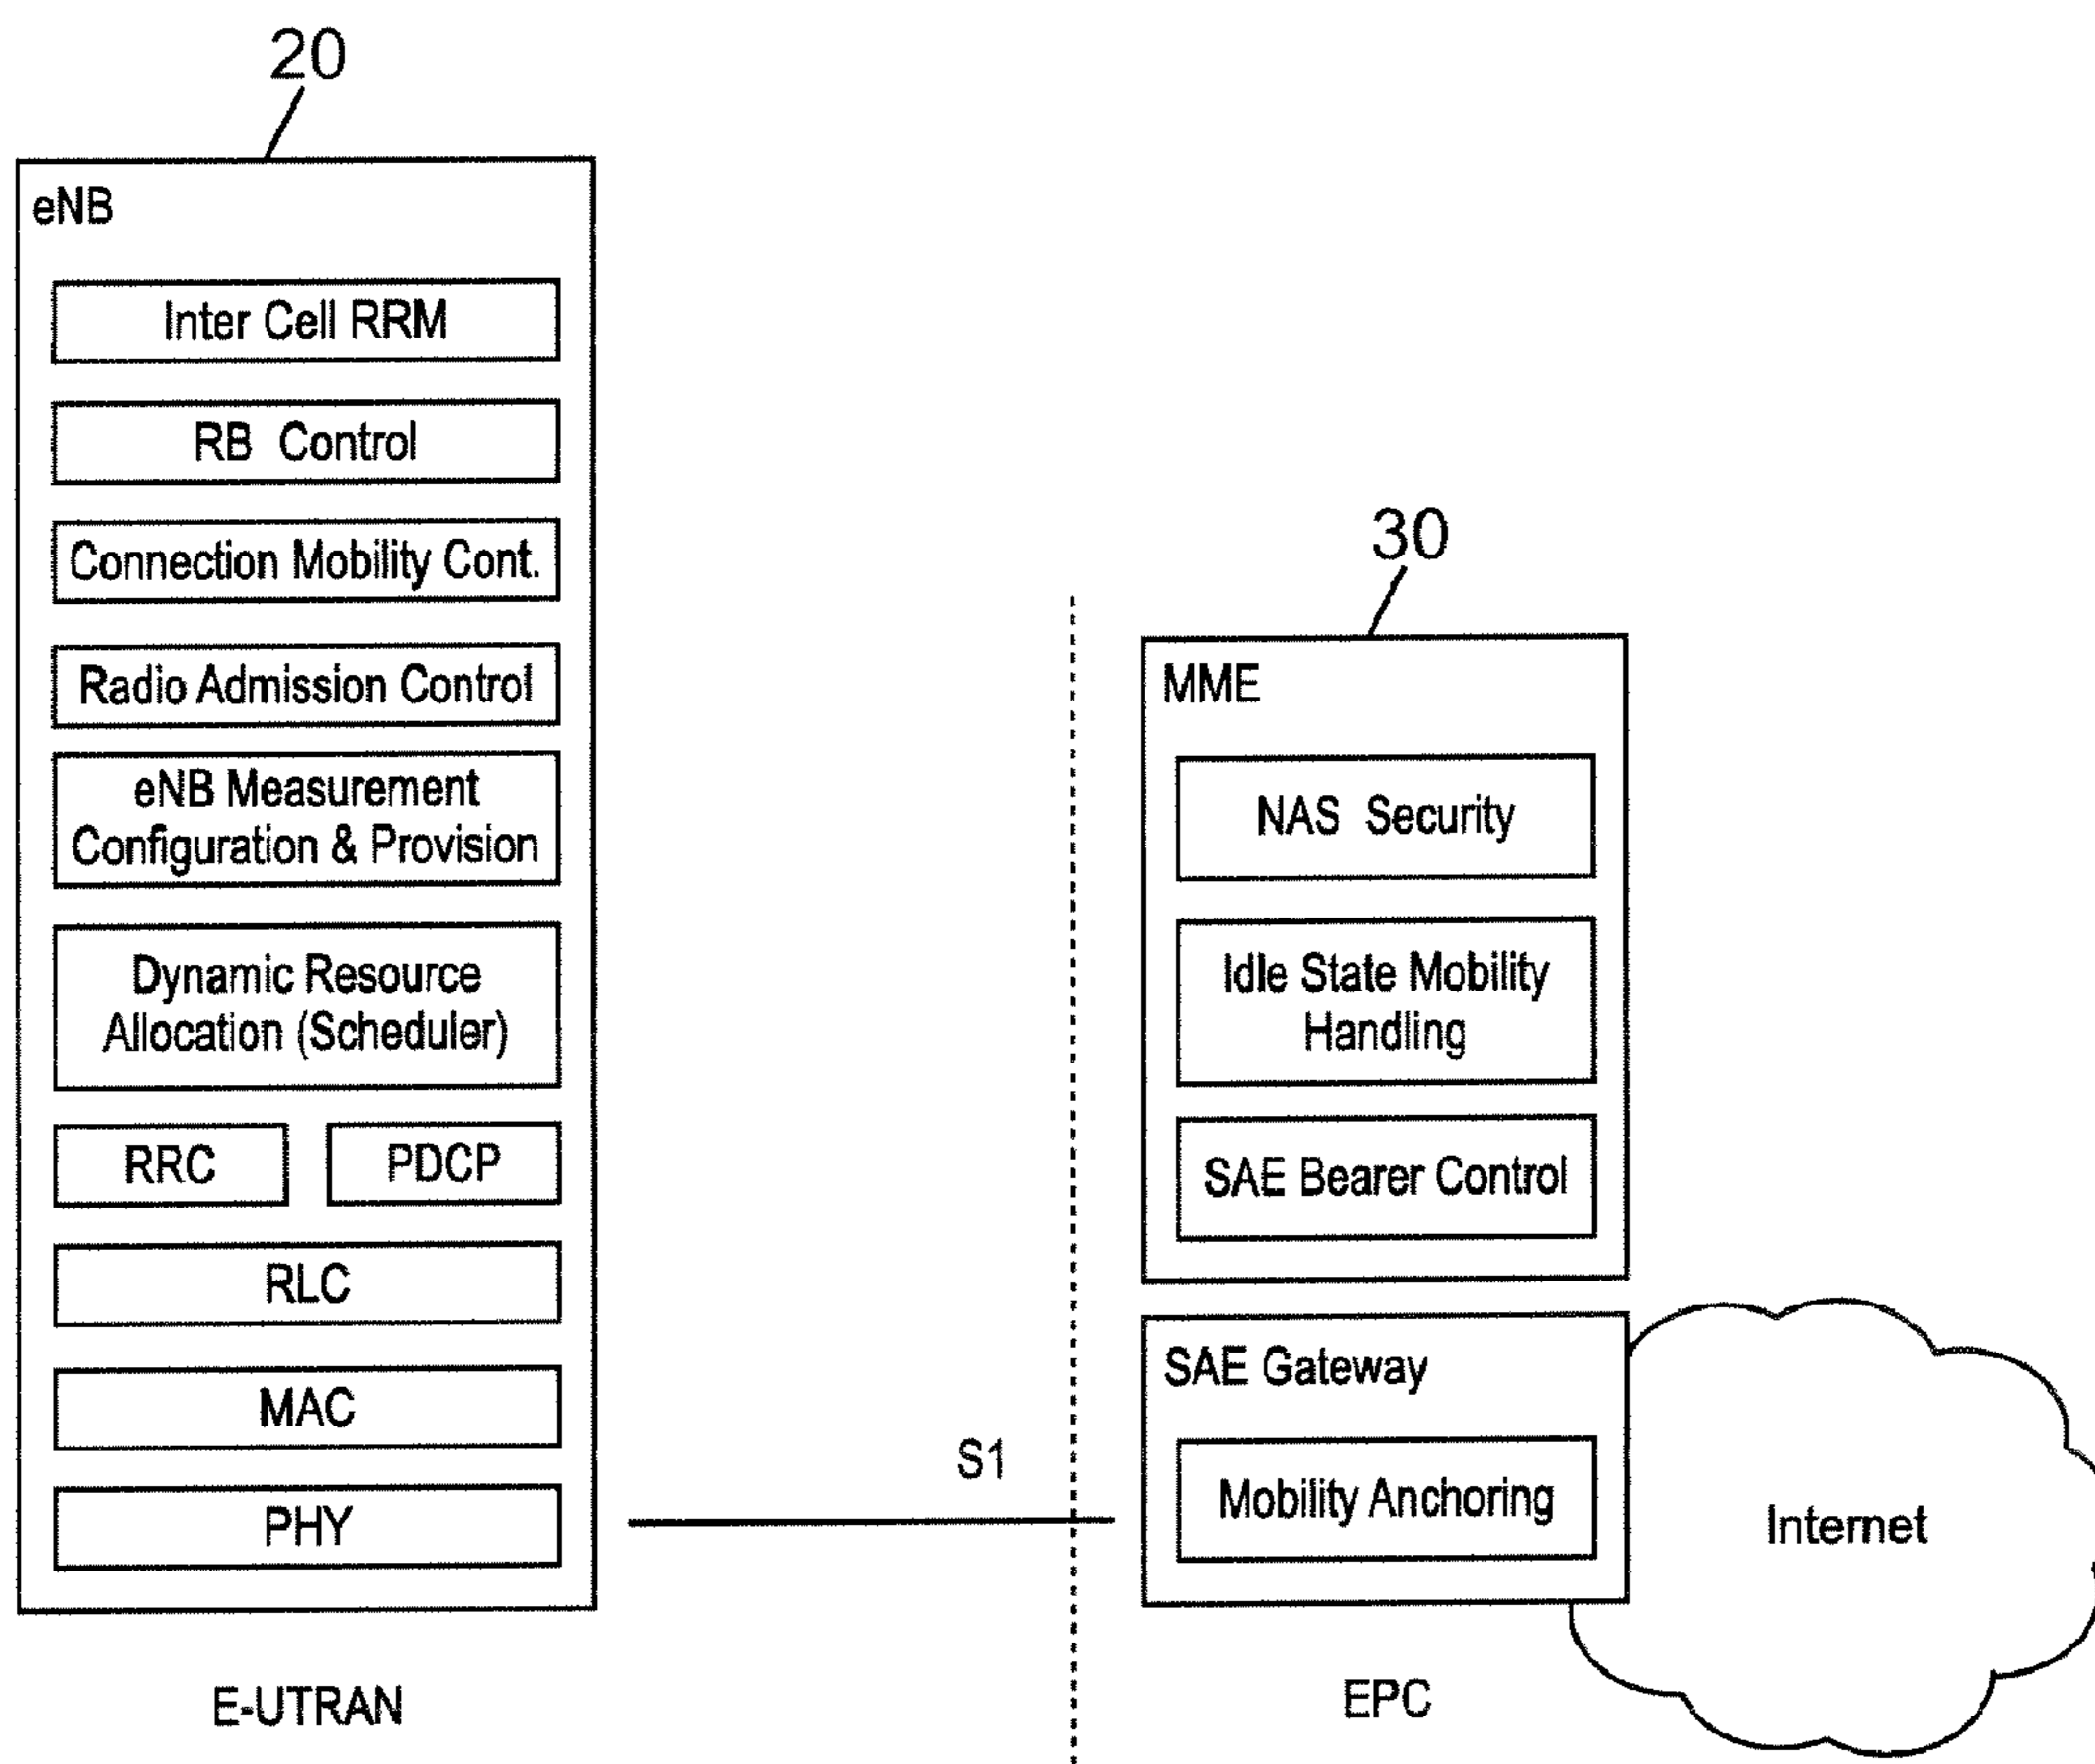 20
eNB
Inter Cell RRM
RB Control
Connection Mobility Cont.
Radio Admission Control
eNB Measurement
Configuration & Provision
Dynamic Resource
Allocation (Scheduler)
RRC
PDCP
RLC
MAC
PHY
E-UTRAN
S1
30
MME
NAS Security
Idle State Mobility
Handling
SAE Bearer Control
SAE Gateway
Mobility Anchoring
EPC
Internet